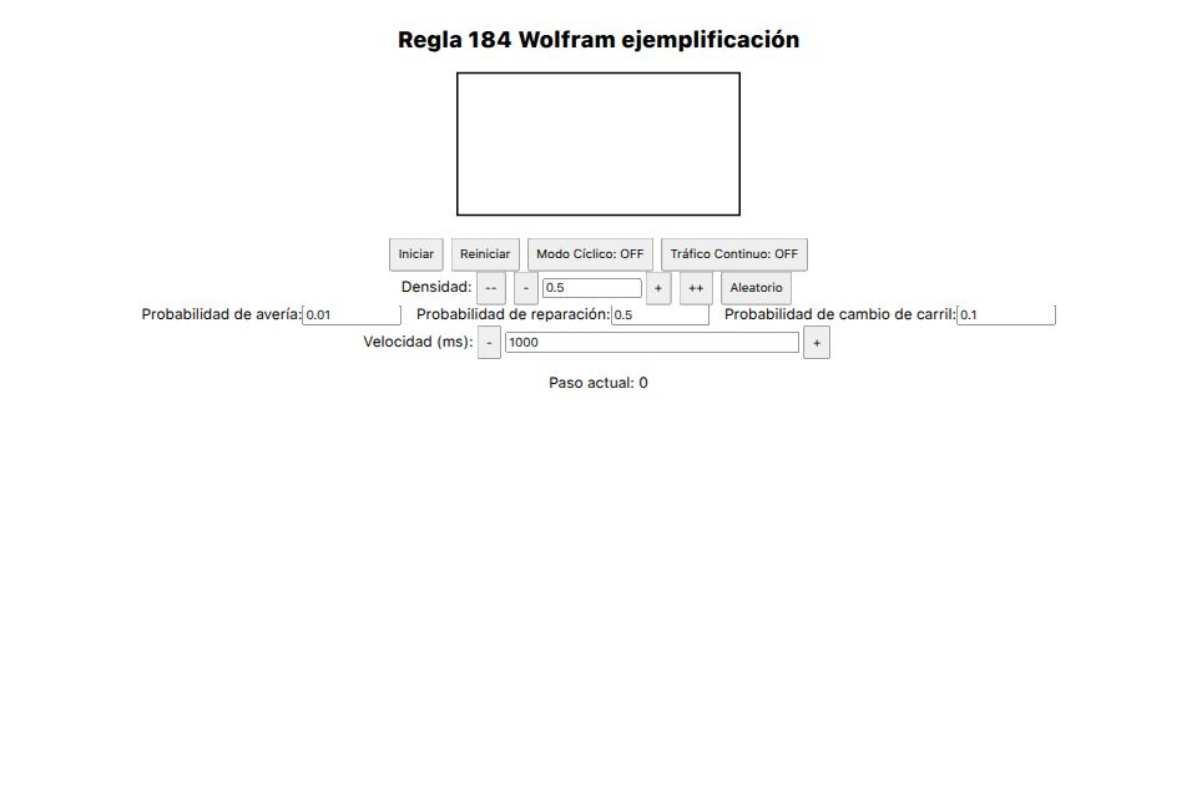 Regla 184 Wolfram ejemplificación
Iniciar Reiniciar Modo Cíclico: OFF Tráfico Continuo: OFF
Densidad: -- - 0.5 + ++ Aleatorio
Probabilidad de avería: 0.01 Probabilidad de reparación: 0.5 Probabilidad de cambio de carril: 0.1
Velocidad (ms): - 1000 +
Paso actual: 0